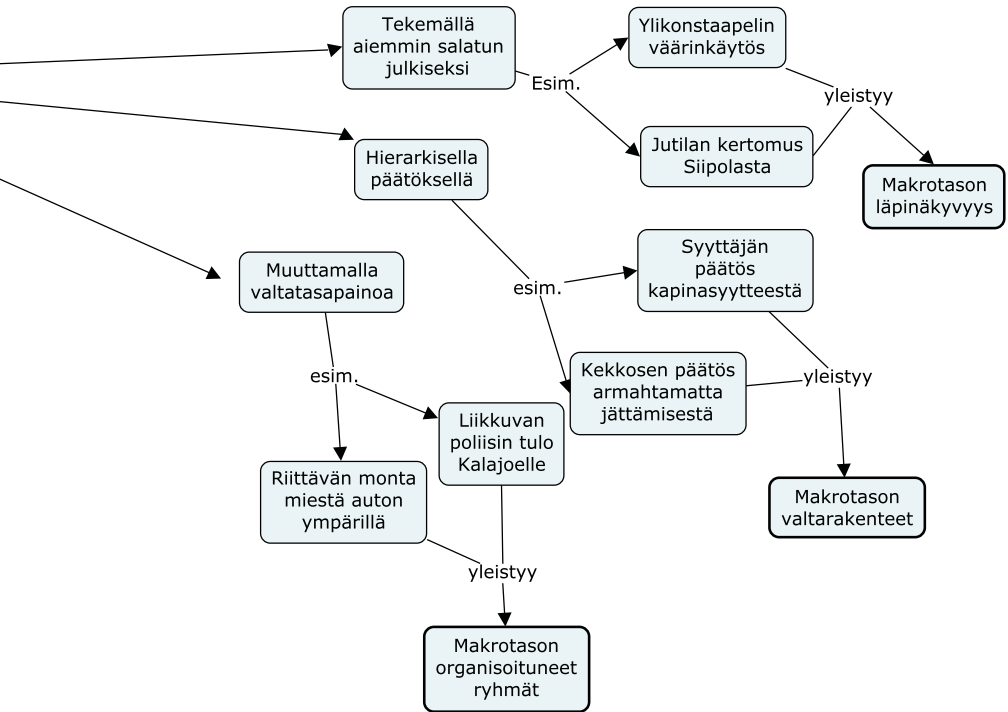 Tekemällä
aiemmin salatun
julkiseksi
Esim.
Ylikonstaapelin
väärinkäytös
yleistyy
Jutilan kertomus
Siipolasta
Makrotason
läpinäkyvyys
Hierarkisella
päätöksellä
esim.
Syyttäjän
päätös
kapinasyytteestä
Kekkosen päätös
armahtamatta
jättämisestä
yleistyy
Makrotason
valtarakenteet
Muuttamalla
valtatasapainoa
esim.
Liikkuvan
poliisin tulo
Kalajoelle
Riittävän monta
miestä auton
ympärillä
yleistyy
Makrotason
organisoituneet
ryhmät